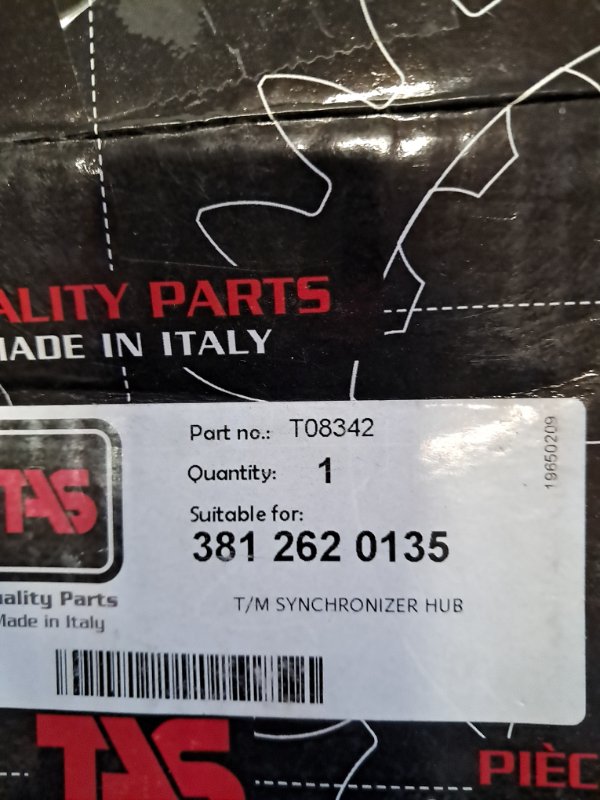 ALITY PARTS
MADE IN ITALY
Part no.: T08342
Quantity: 1
Suitable for:
381 262 0135
T/M SYNCHRONIZER HUB
19650209
TAS
uality Parts
Made in Italy
TAS
PIÈC